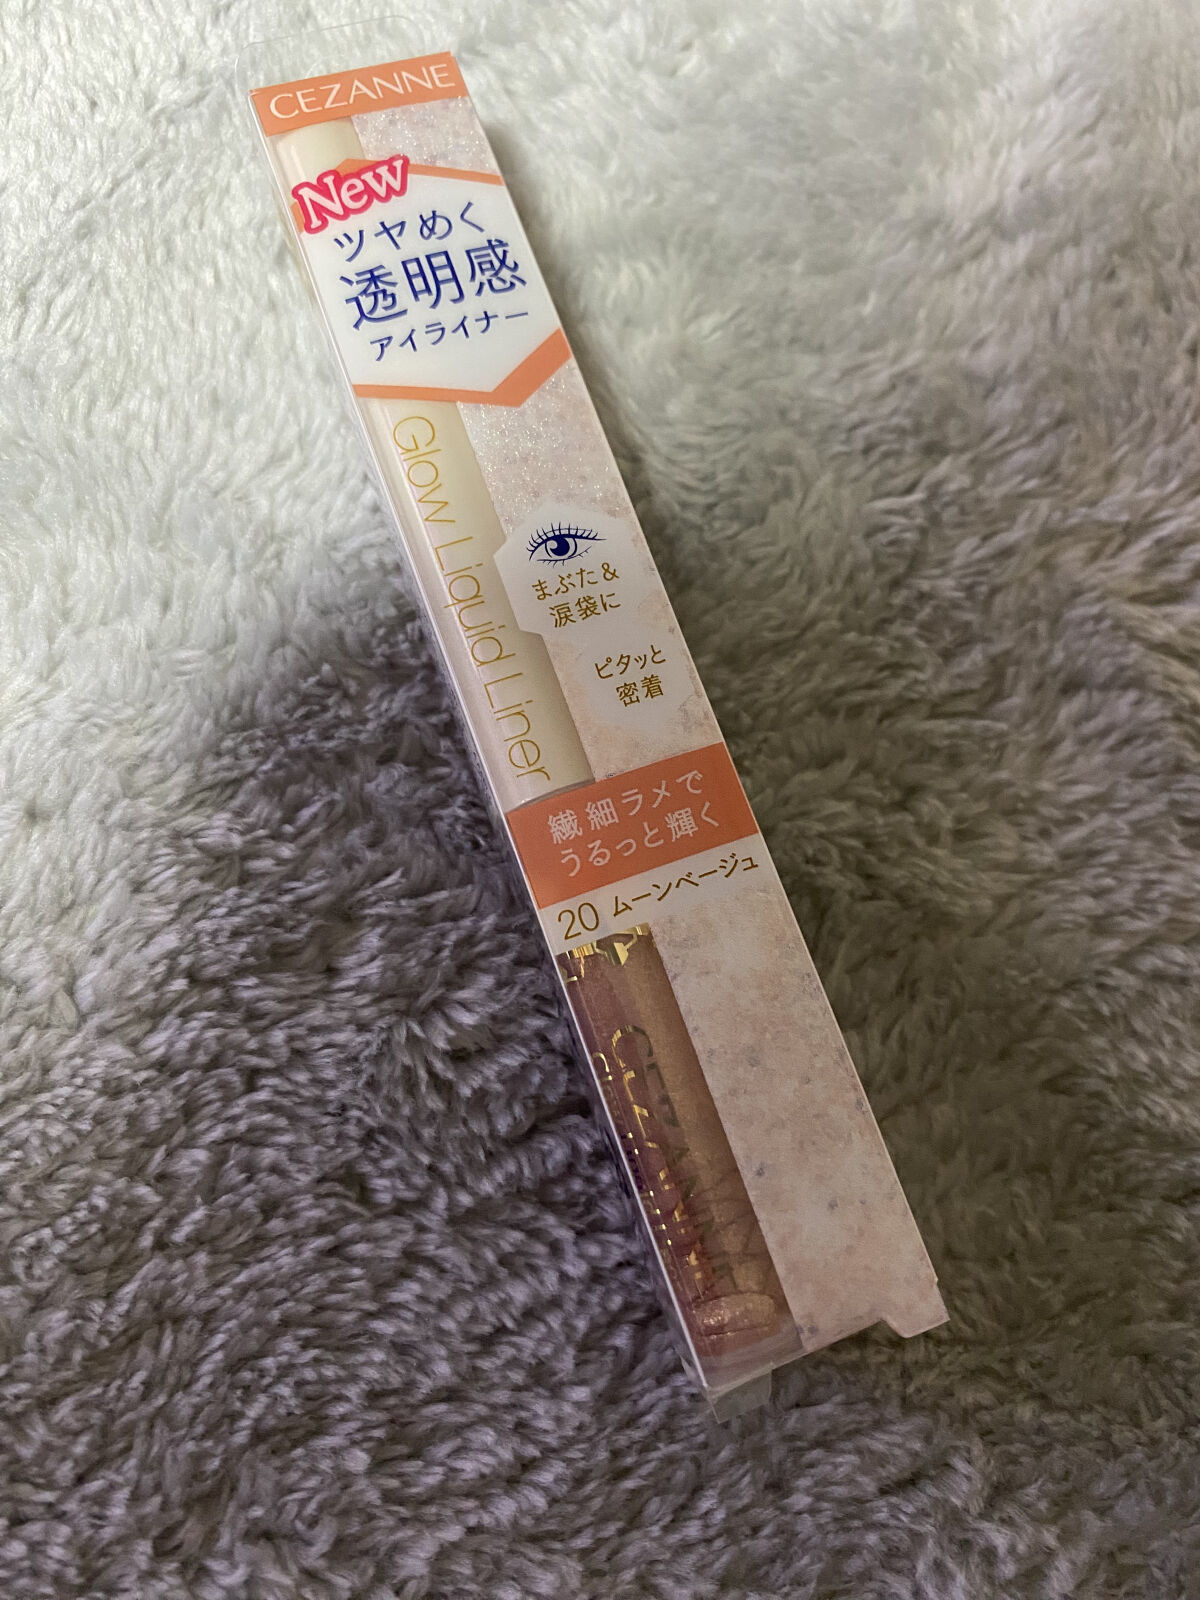 CEZANNE
New
ツヤめく
透明感
アイライナー
Glow Liquid Liner
まぶた&
涙袋に
ピタッと
密着
繊細ラメで
うるっと輝く
20 ムーンベージュ
CEZANNE